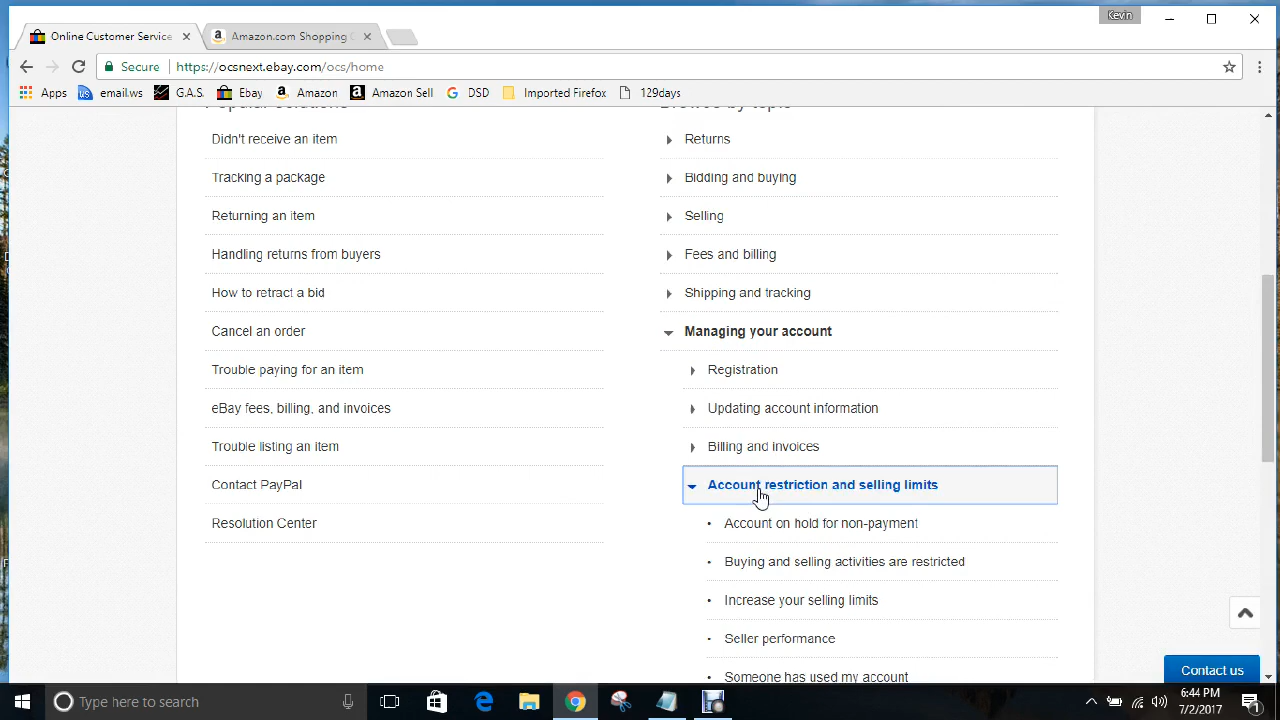 Kevin
Online Customer Service
Amazon.com Shopping C
Secure
https://ocsnext.ebay.com/ocs/home
Apps
email.ws
G.A.S.
Ebay
Amazon
Amazon Sell
DSD
Imported Firefox
129days
Popular solutions
Didn't receive an item
Tracking a package
Returning an item
Handling returns from buyers
How to retract a bid
Cancel an order
Trouble paying for an item
eBay fees, billing, and invoices
Trouble listing an item
Contact PayPal
Resolution Center
Browse by topic
Returns
Bidding and buying
Selling
Fees and billing
Shipping and tracking
Managing your account
Registration
Updating account information
Billing and invoices
Account restriction and selling limits
• Account on hold for non-payment
• Buying and selling activities are restricted
• Increase your selling limits
• Seller performance
Someone has used my account
Contact us
Type here to search
6:44 PM
7/2/2017